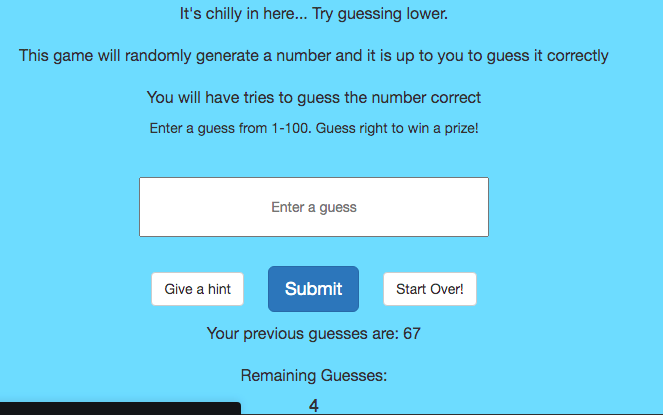 It's chilly in here... Try guessing lower.
This game will randomly generate a number and it is up to you to guess it correctly
You will have tries to guess the number correct
Enter a guess from 1-100. Guess right to win a prize!
Enter a guess
Give a hint Submit Start Over!
Your previous guesses are: 67
Remaining Guesses:
4